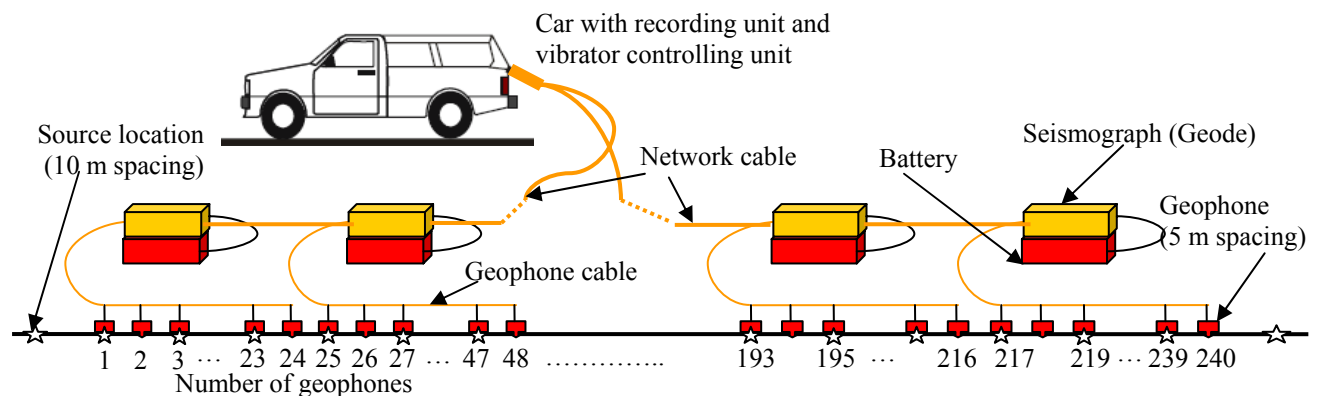 Car with recording unit and
vibrator controlling unit
Source location
(10 m spacing)
Network cable
Battery
Seismograph (Geode)
Geophone
(5 m spacing)
Geophone cable
1 2 3 ... 23 24 25 26 27 ... 47 48 .............. 193 195 ... 216 217 219 ... 239 240
Number of geophones